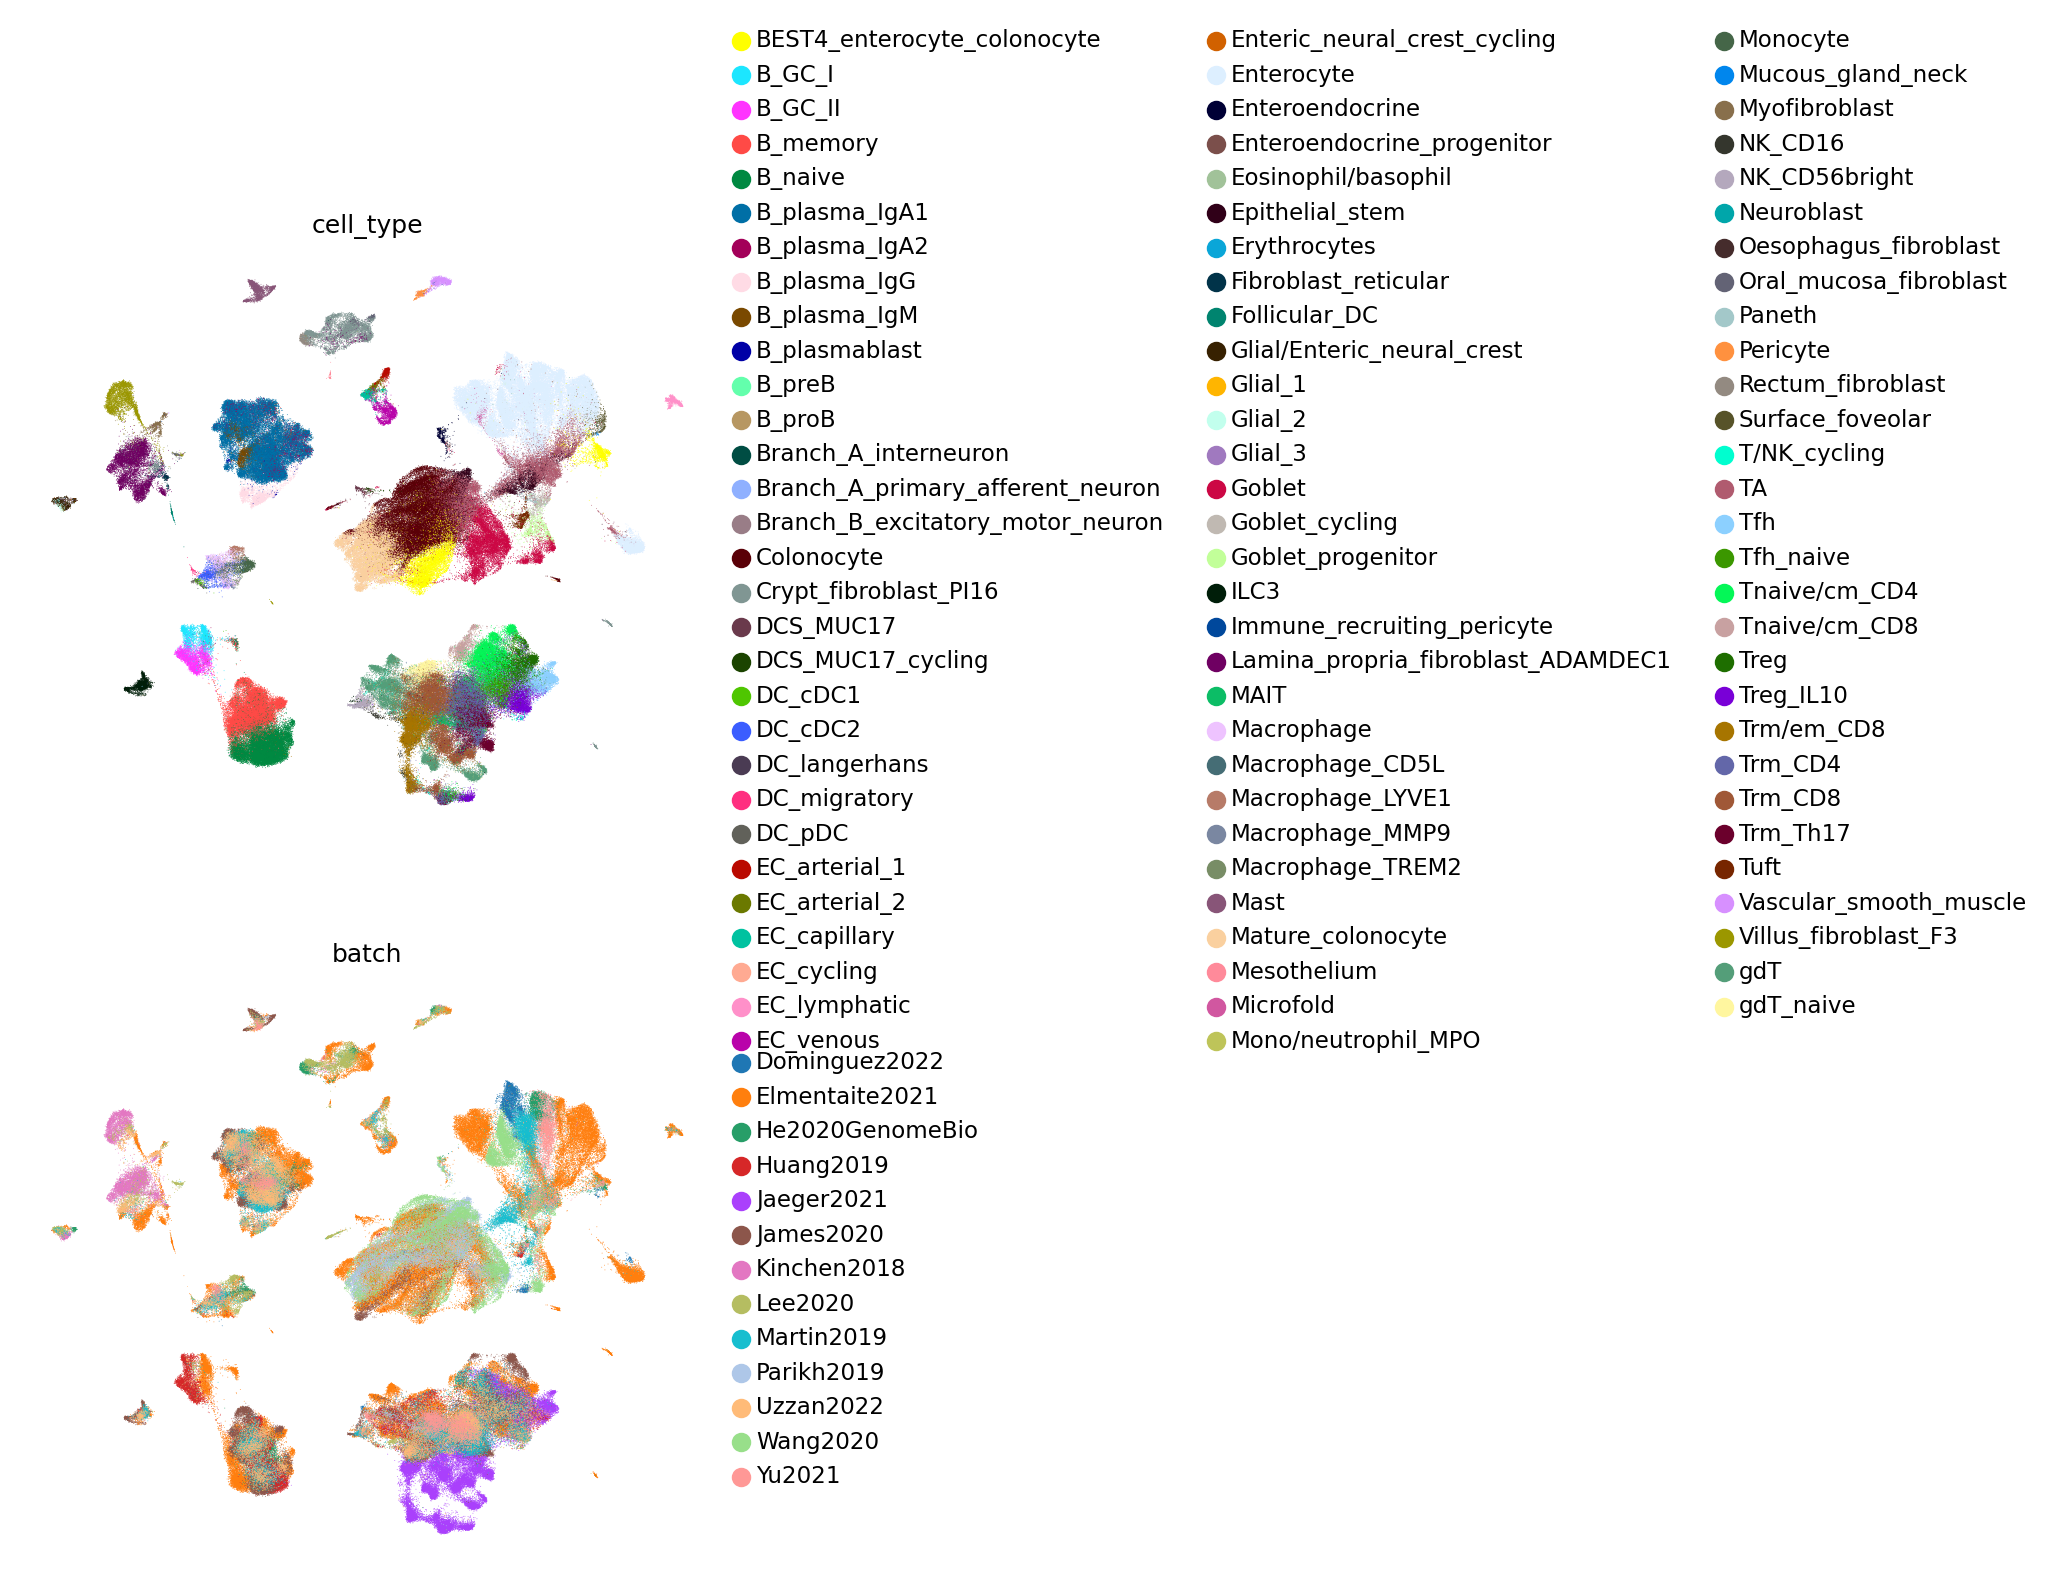 cell_type
BEST4_enterocyte_colonocyte
B_GC_I
B_GC_II
B_memory
B_naive
B_plasma_IgA1
B_plasma_IgA2
B_plasma_IgG
B_plasma_IgM
B_plasmablast
B_preB
B_proB
Branch_A_interneuron
Branch_A_primary_afferent_neuron
Branch_B_excitatory_motor_neuron
Colonocyte
Crypt_fibroblast_PI16
DCS_MUC17
DCS_MUC17_cycling
DC_cDC1
DC_cDC2
DC_langerhans
DC_migratory
DC_pDC
EC_arterial_1
EC_arterial_2
EC_capillary
EC_cycling
EC_lymphatic
EC_venous
Enteric_neural_crest_cycling
Enterocyte
Enteroendocrine
Enteroendocrine_progenitor
Eosinophil/basophil
Epithelial_stem
Erythrocytes
Fibroblast_reticular
Follicular_DC
Glial/Enteric_neural_crest
Glial_1
Glial_2
Glial_3
Goblet
Goblet_cycling
Goblet_progenitor
ILC3
Immune_recruiting_pericyte
Lamina_propria_fibroblast_ADAMDEC1
MAIT
Macrophage
Macrophage_CD5L
Macrophage_LYVE1
Macrophage_MMP9
Macrophage_TREM2
Mast
Mature_colonocyte
Mesothelium
Microfold
Mono/neutrophil_MPO
Monocyte
Mucous_gland_neck
Myofibroblast
NK_CD16
NK_CD56bright
Neuroblast
Oesophagus_fibroblast
Oral_mucosa_fibroblast
Paneth
Pericyte
Rectum_fibroblast
Surface_foveolar
T/NK_cycling
TA
Tfh
Tfh_naive
Tnaive/cm_CD4
Tnaive/cm_CD8
Treg
Treg_IL10
Trm/em_CD8
Trm_CD4
Trm_CD8
Trm_Th17
Tuft
Vascular_smooth_muscle
Villus_fibroblast_F3
gdT
gdT_naive
batch
Dominguez2022
Elmentaite2021
He2020GenomeBio
Huang2019
Jaeger2021
James2020
Kinchen2018
Lee2020
Martin2019
Parikh2019
Uzzan2022
Wang2020
Yu2021